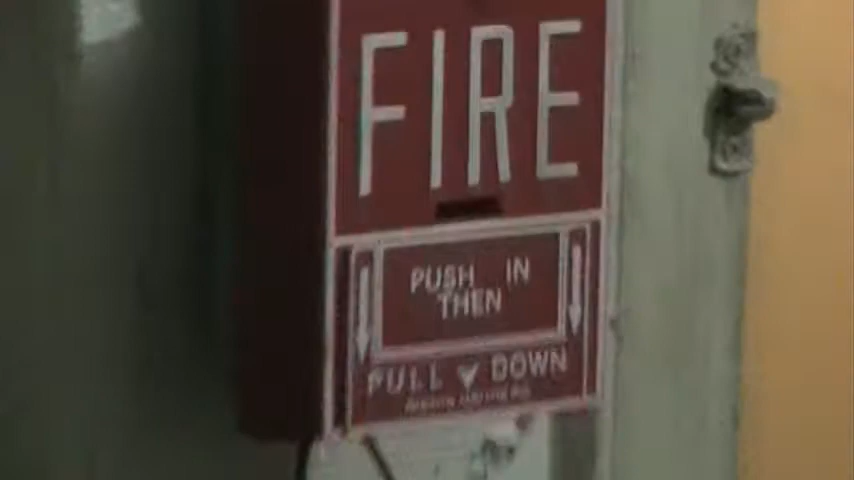 FIRE
PUSH IN
THEN
PULL DOWN